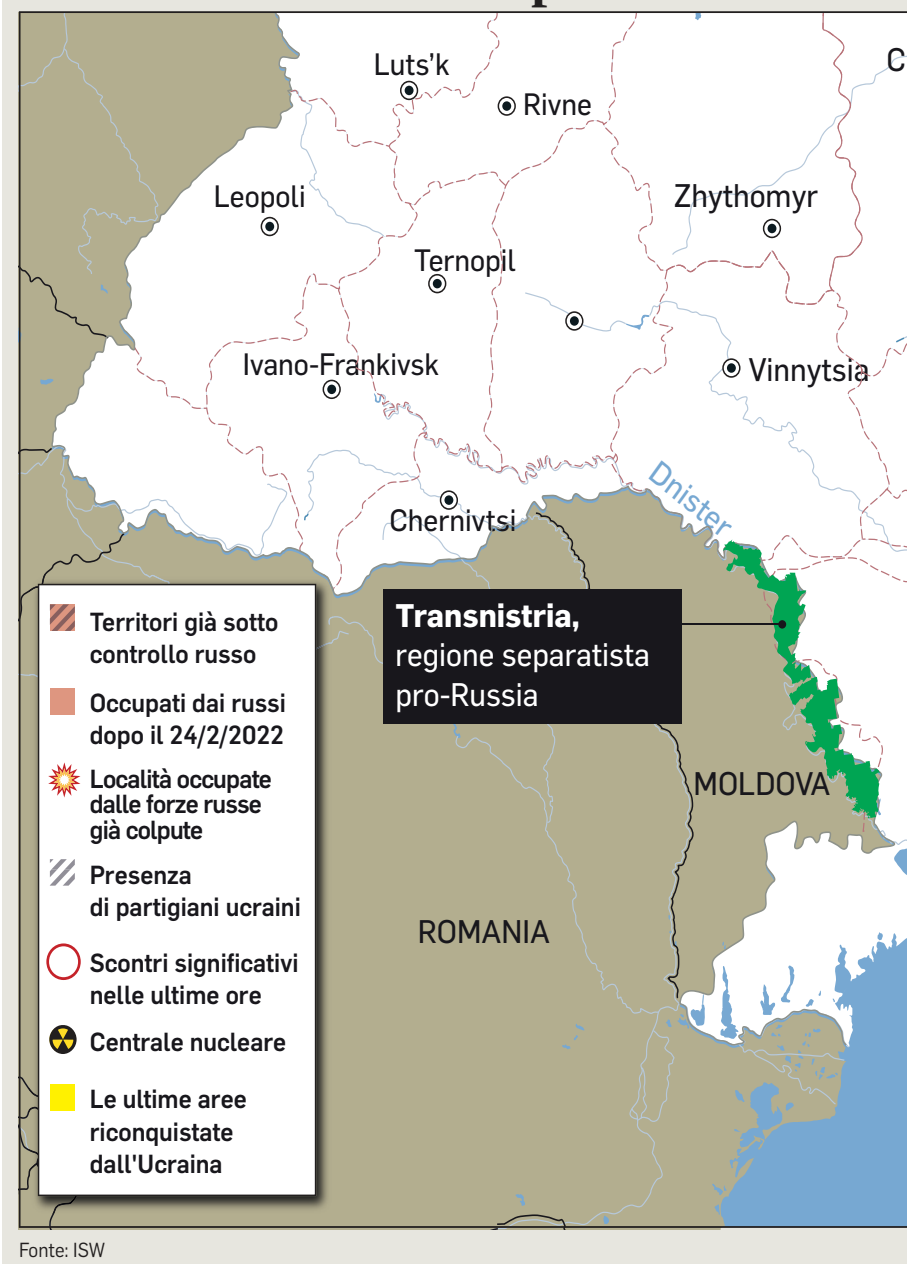 Luts'k
Rivne
Leopoli
Zhythomyr
Ternopil
Ivano-Frankivsk
Vinnytsia
Dnister
Chernivtsi
Transnistria,
regione separatista
pro-Russia
MOLDOVA
ROMANIA
Territori già sotto
controllo russo
Occupati dai russi
dopo il 24/2/2022
Località occupate
dalle forze russe
già colpute
Presenza
di partigiani ucraini
Scontri significativi
nelle ultime ore
Centrale nucleare
Le ultime aree
riconquistate
dall'Ucraina
Fonte: ISW